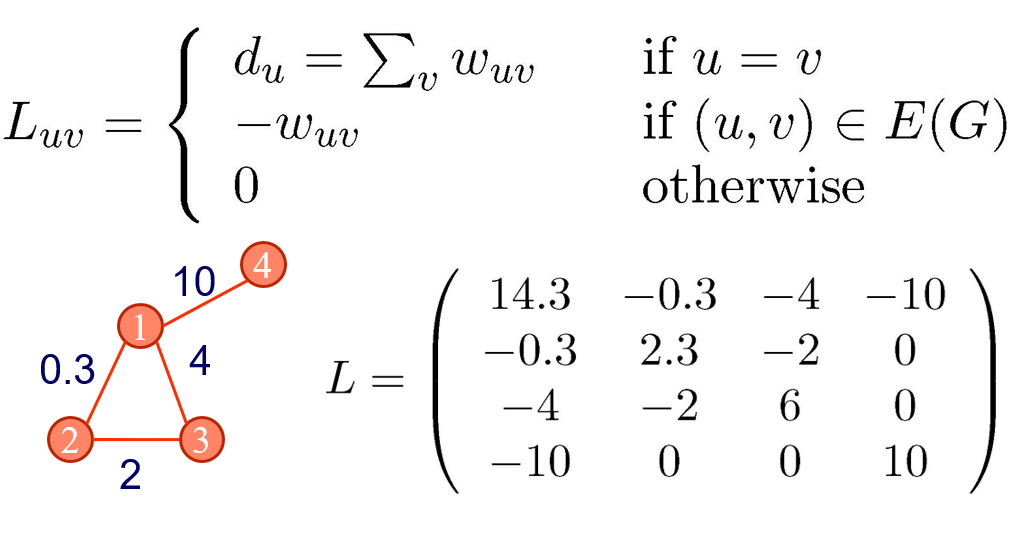 L_{uv} = { d_u = ∑_v w_{uv} if u = v
−w_{uv} if (u, v) ∈ E(G)
0 otherwise
10
4
1
0.3
4
2
3
2
L = ( 14.3 −0.3 −4 −10
−0.3 2.3 −2 0
−4 −2 6 0
−10 0 0 10 )